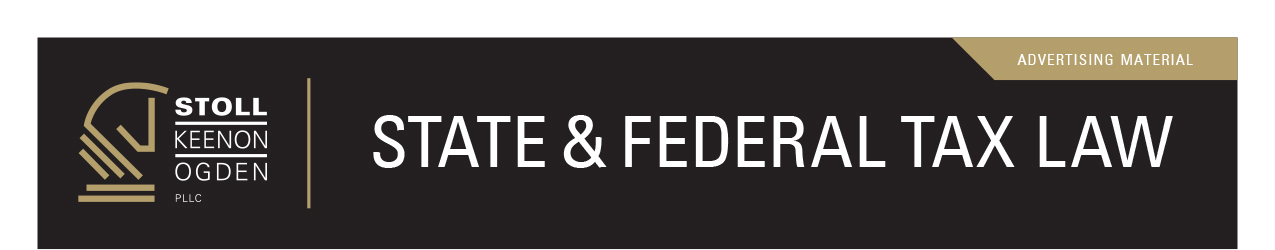 ADVERTISING MATERIAL
STOLL
KEENON
OGDEN
PLLC
STATE & FEDERAL TAX LAW